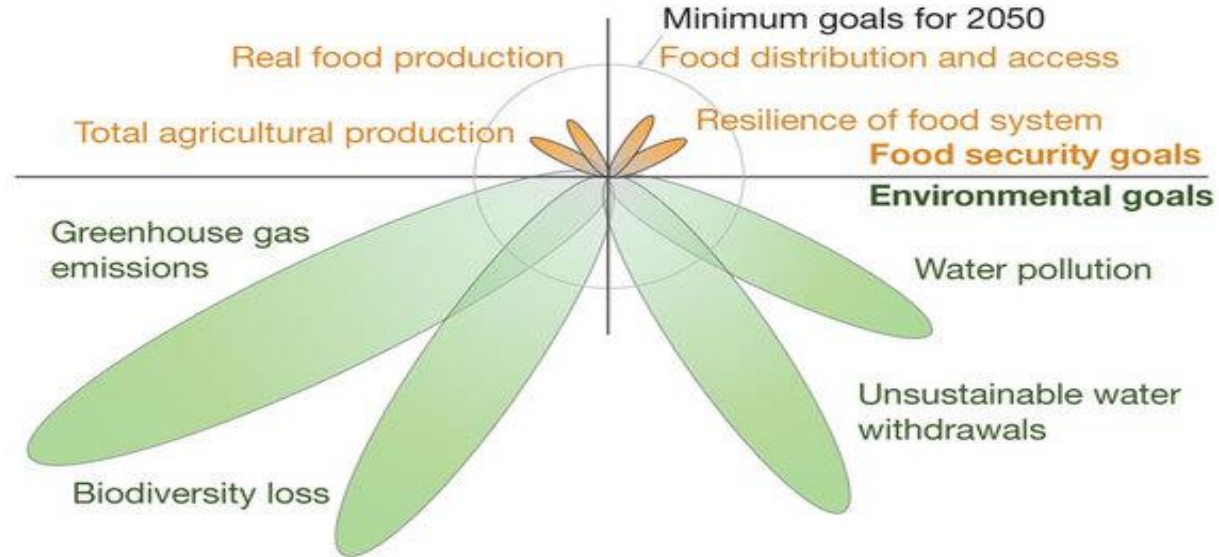 Minimum goals for 2050
Real food production
Food distribution and access
Total agricultural production
Resilience of food system
Food security goals
Environmental goals
Greenhouse gas
emissions
Water pollution
Unsustainable water
withdrawals
Biodiversity loss